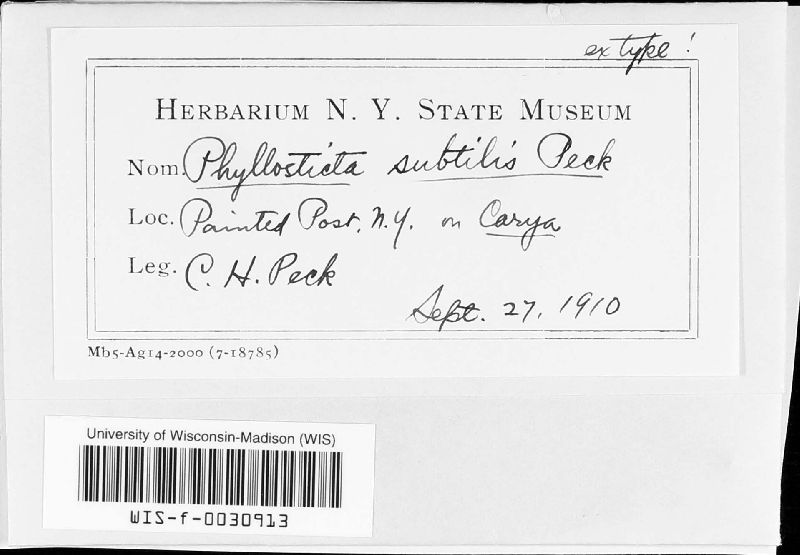 ex type!
HERBARIUM N. Y. STATE MUSEUM
Nom. Phyllosticta subtilis Peck
Loc. Painted Post, N.Y. on Carya
Leg. C. H. Peck
Sept. 27, 1910
Mb5-Ag14-2000 (7-18785)
University of Wisconsin-Madison (WIS)
WIS-f-0030913